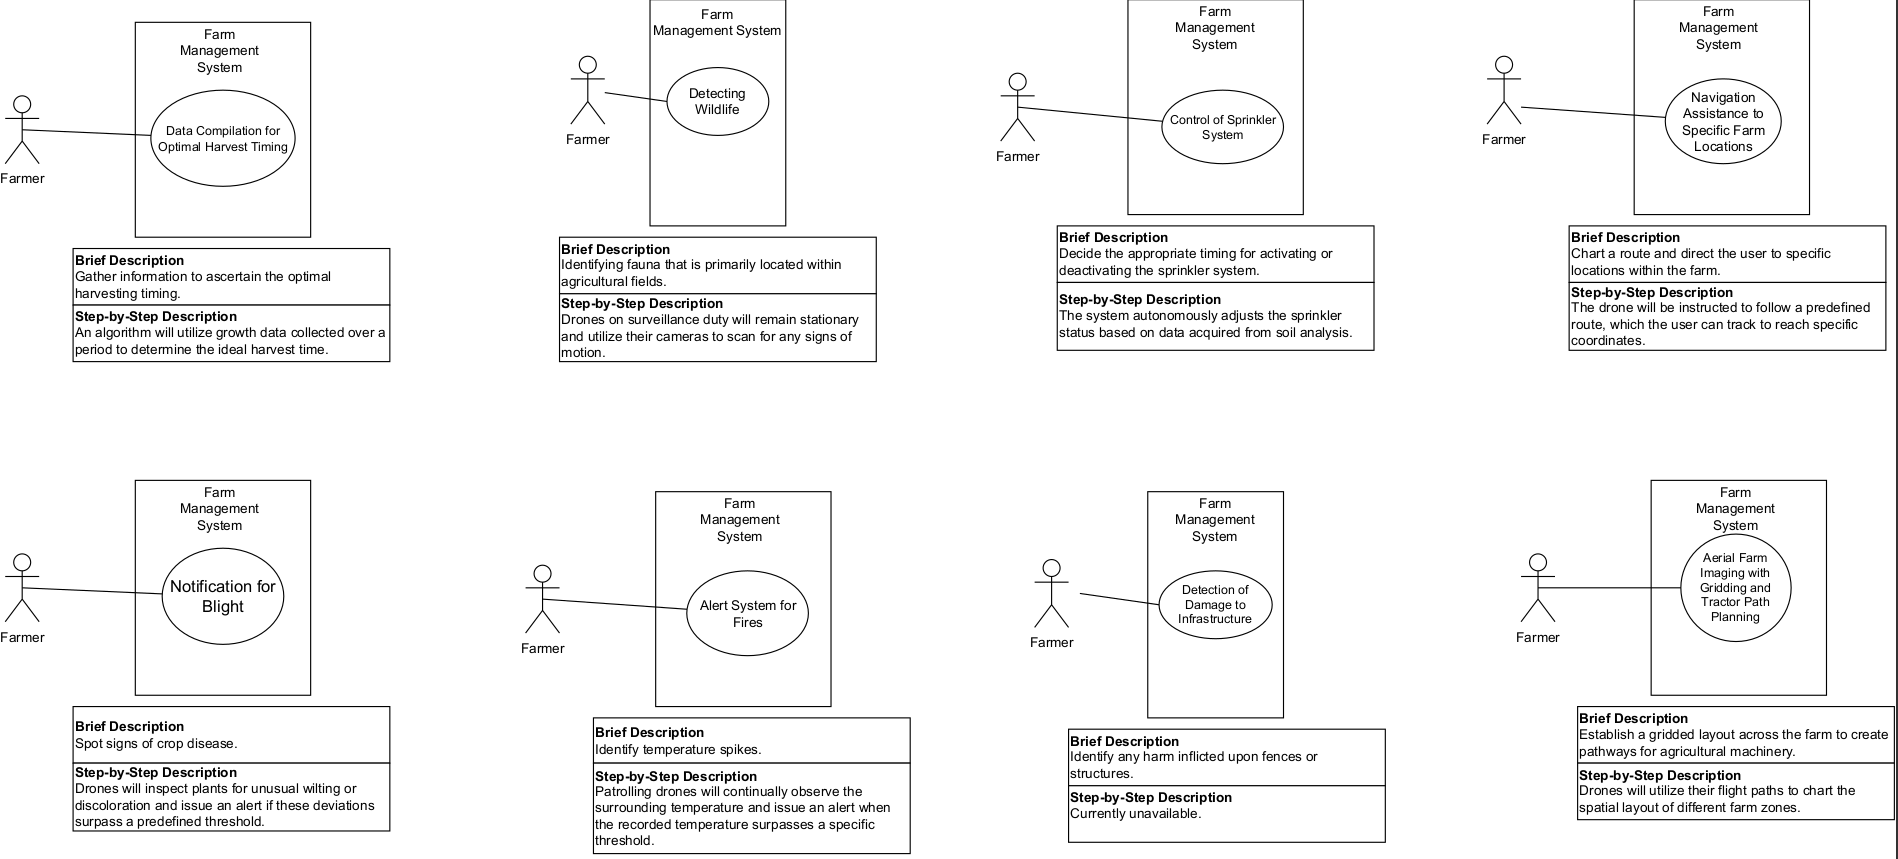 Farm
Management
System
Data Compilation for
Optimal Harvest Timing
Farmer
Brief Description
Gather information to ascertain the optimal
harvesting timing.
Step-by-Step Description
An algorithm will utilize growth data collected over a
period to determine the ideal harvest time.
Farm
Management System
Detecting
Wildlife
Farmer
Brief Description
Identifying fauna that is primarily located within
agricultural fields.
Step-by-Step Description
Drones on surveillance duty will remain stationary
and utilize their cameras to scan for any signs of
motion.
Farm
Management
System
Control of Sprinkler
System
Farmer
Brief Description
Decide the appropriate timing for activating or
deactivating the sprinkler system.
Step-by-Step Description
The system autonomously adjusts the sprinkler
status based on data acquired from soil analysis.
Farm
Management
System
Navigation
Assistance to
Specific Farm
Locations
Farmer
Brief Description
Chart a route and direct the user to specific
locations within the farm.
Step-by-Step Description
The drone will be instructed to follow a predefined
route, which the user can track to reach specific
coordinates.
Farm
Management
System
Notification for
Blight
Farmer
Brief Description
Spot signs of crop disease.
Step-by-Step Description
Drones will inspect plants for unusual wilting or
discoloration and issue an alert if these deviations
surpass a predefined threshold.
Farm
Management
System
Alert System for
Fires
Farmer
Brief Description
Identify temperature spikes.
Step-by-Step Description
Patrolling drones will continually observe the
surrounding temperature and issue an alert when
the recorded temperature surpasses a specific
threshold.
Farm
Management
System
Detection of
Damage to
Infrastructure
Farmer
Brief Description
Identify any harm inflicted upon fences or
structures.
Step-by-Step Description
Currently unavailable.
Farm
Management
System
Aerial Farm
Imaging with
Gridding and
Tractor Path
Planning
Farmer
Brief Description
Establish a gridded layout across the farm to create
pathways for agricultural machinery.
Step-by-Step Description
Drones will utilize their flight paths to chart the
spatial layout of different farm zones.